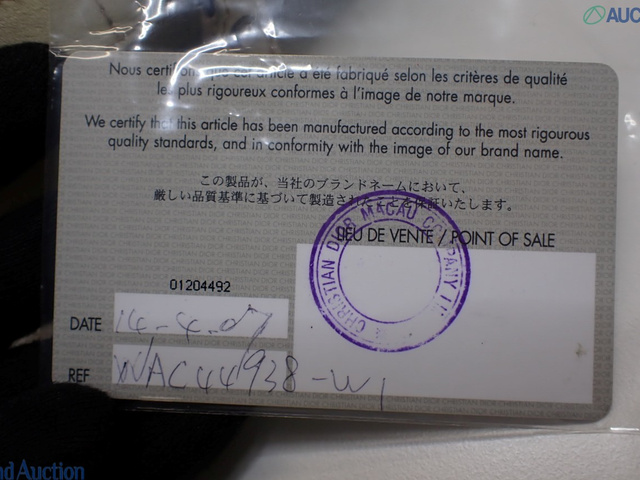 AUC
Nous certifions que cet article a été fabriqué selon les critères de qualité
les plus rigoureux conformes à l'image de notre marque.
We certify that this article has been manufactured according to the most rigourous
quality standards, and in conformity with the image of our brand name.
この製品が、当社のブランドネームにおいて、
厳しい品質基準に基づいて製造されたことを保証いたします。
LIEU DE VENTE / POINT OF SALE
CHRISTIAN DIOR MACAU COMPANY
01204492
DATE 14-4-07
REF WAC44938-W1
nd Auction